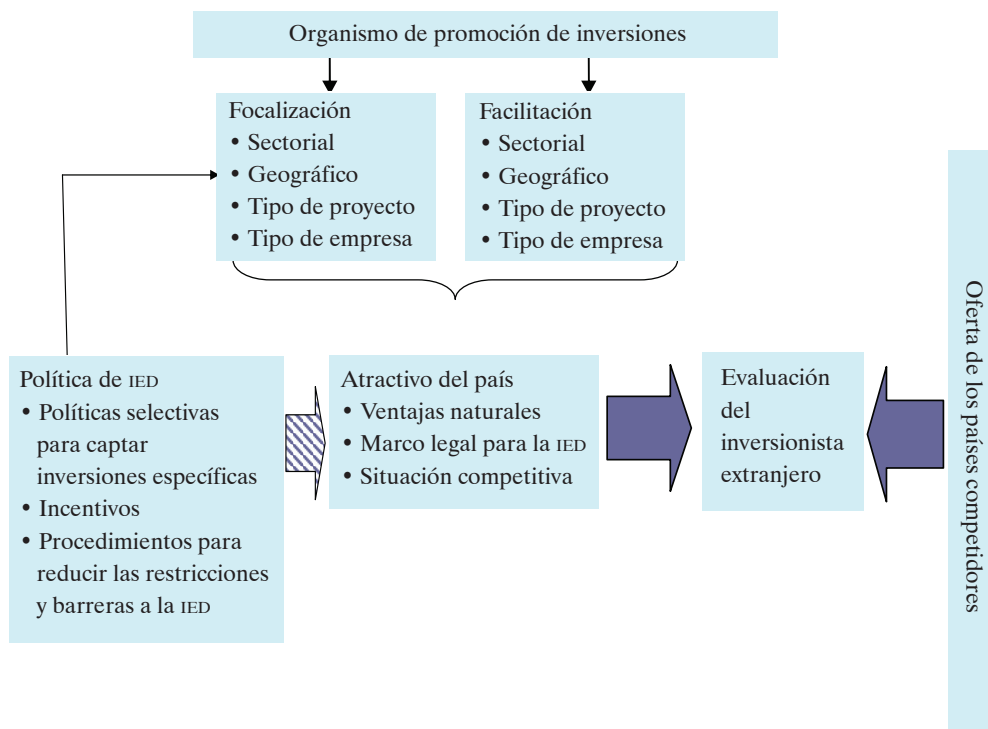 Organismo de promoción de inversiones
Focalización
• Sectorial
• Geográfico
• Tipo de proyecto
• Tipo de empresa
Facilitación
• Sectorial
• Geográfico
• Tipo de proyecto
• Tipo de empresa
Política de IED
• Políticas selectivas
para captar
inversiones específicas
• Incentivos
• Procedimientos para
reducir las restricciones
y barreras a la IED
Atractivo del país
• Ventajas naturales
• Marco legal para la IED
• Situación competitiva
Evaluación
del
inversionista
extranjero
Oferta de los países competidores